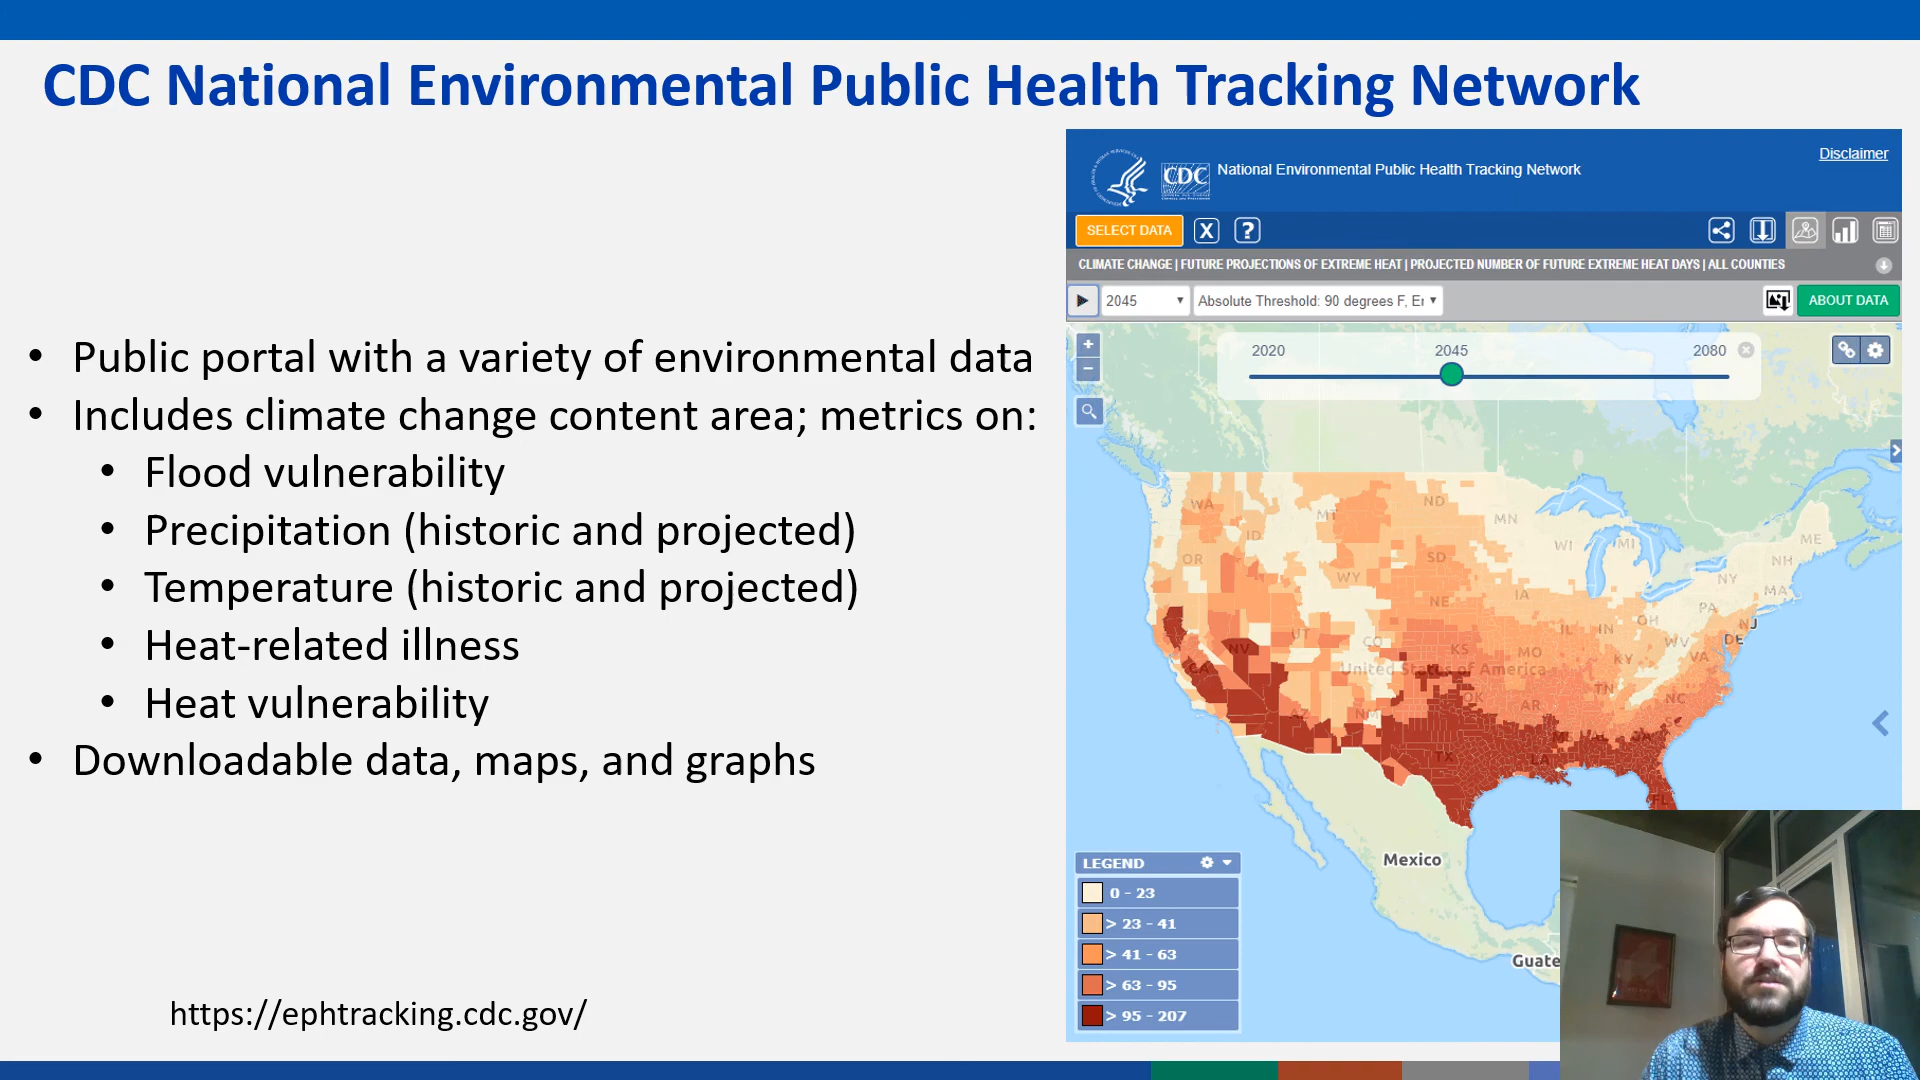 CDC National Environmental Public Health Tracking Network
• Public portal with a variety of environmental data
• Includes climate change content area; metrics on:
• Flood vulnerability
• Precipitation (historic and projected)
• Temperature (historic and projected)
• Heat-related illness
• Heat vulnerability
• Downloadable data, maps, and graphs
https://ephtracking.cdc.gov/
CDC
National Environmental Public Health Tracking Network
Disclaimer
SELECT DATA
X
?
CLIMATE CHANGE | FUTURE PROJECTIONS OF EXTREME HEAT | PROJECTED NUMBER OF FUTURE EXTREME HEAT DAYS | ALL COUNTIES
2045
Absolute Threshold: 90 degrees F, Er
ABOUT DATA
+
−
2020
2045
2080
WA
MT
ND
MN
ME
OR
ID
SD
WI
MI
NH
WY
NY
MA
NE
IA
PA
OH
NJ
NV
UT
CO
IL
IN
WV
DE
KS
MO
KY
VA
CA
United States of America
AZ
NM
OK
AR
TN
NC
SC
TX
LA
FL
Mexico
Guate
LEGEND
0 - 23
> 23 - 41
> 41 - 63
> 63 - 95
> 95 - 207